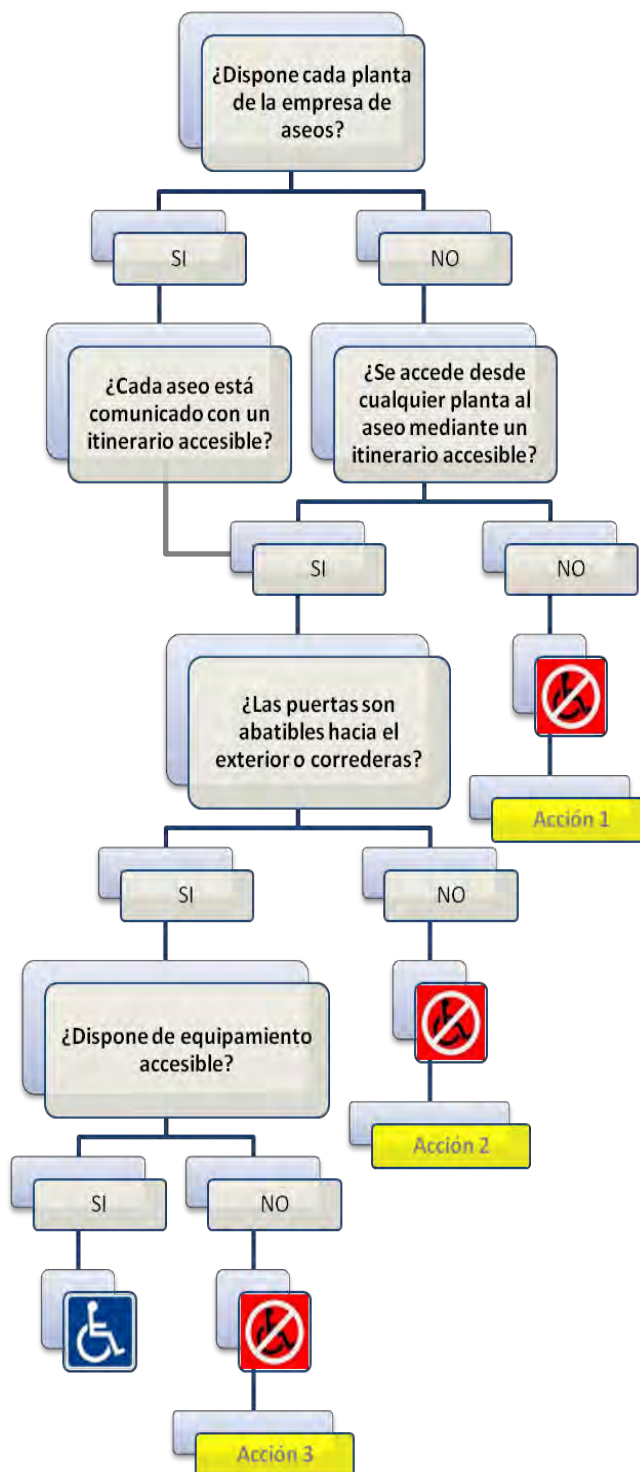 ¿Dispone cada planta
de la empresa de
aseos?
SI
NO
¿Cada aseo está
comunicado con un
itinerario accesible?
¿Se accede desde
cualquier planta al
aseo mediante un
itinerario accesible?
SI
NO
¿Las puertas son
abatibles hacia el
exterior o correderas?
Acción 1
SI
NO
¿Dispone de equipamiento
accesible?
Acción 2
SI
NO
Acción 3